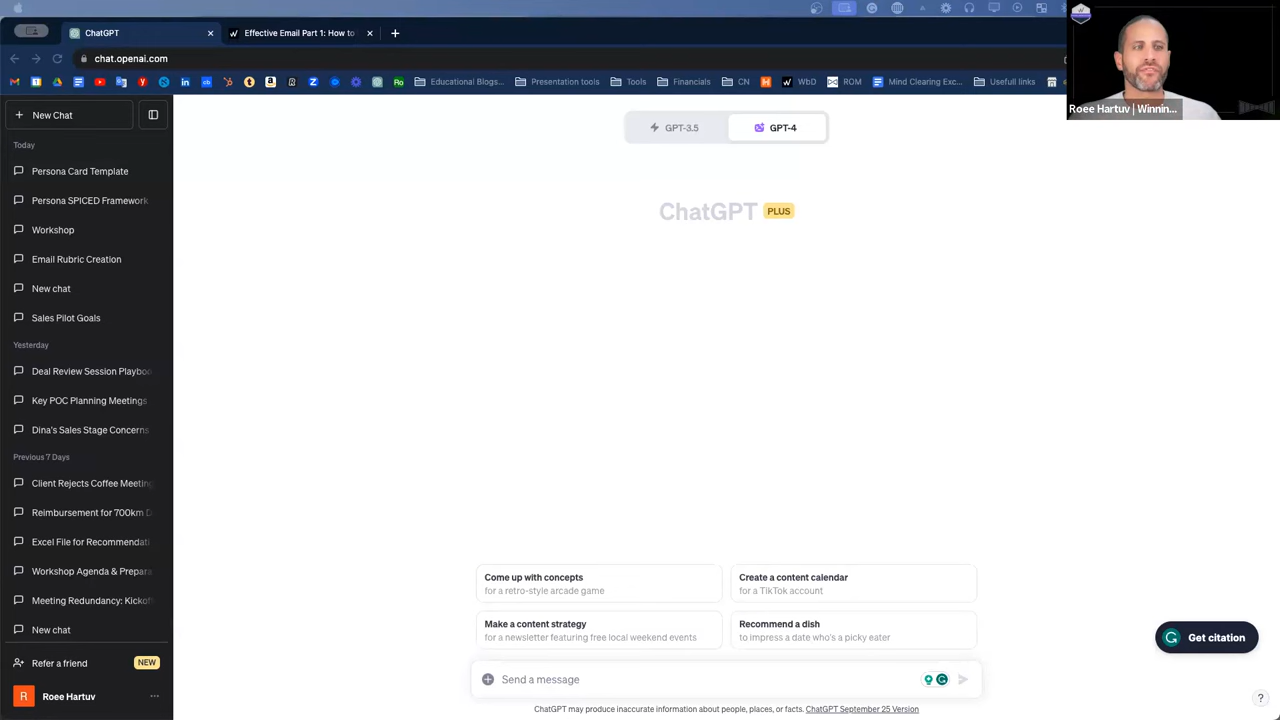 ChatGPT
Effective Email Part 1: How to
chat.openai.com
Educational Blogs...
Presentation tools
Tools
Financials
CN
WbD
ROM
Mind Clearing Exc...
Usefull links
Roee Hartuv | Winnin...
New Chat
Today
Persona Card Template
Persona SPICED Framework
Workshop
Email Rubric Creation
New chat
Sales Pilot Goals
Yesterday
Deal Review Session Playboo
Key POC Planning Meetings
Dina's Sales Stage Concerns
Previous 7 Days
Client Rejects Coffee Meeting
Reimbursement for 700km D
Excel File for Recommendati
Workshop Agenda & Prepara
Meeting Redundancy: Kickof
New chat
Refer a friend
NEW
R
Roee Hartuv
GPT-3.5
GPT-4
ChatGPT PLUS
Come up with concepts
for a retro-style arcade game
Create a content calendar
for a TikTok account
Make a content strategy
for a newsletter featuring free local weekend events
Recommend a dish
to impress a date who's a picky eater
Send a message
ChatGPT may produce inaccurate information about people, places, or facts. ChatGPT September 25 Version
Get citation
?